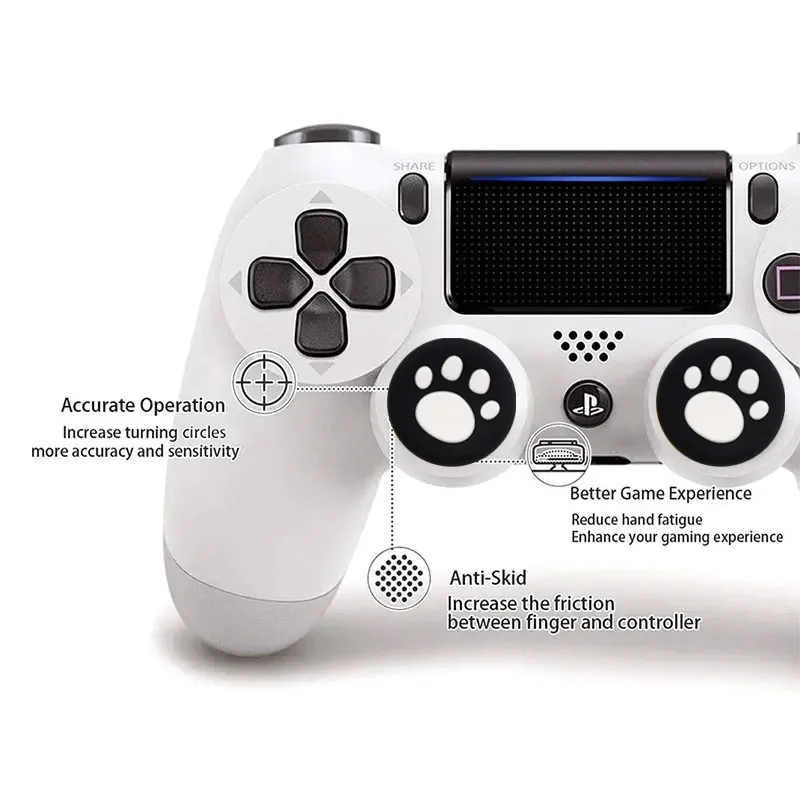 SHARE
OPTIONS
Accurate Operation
Increase turning circles
more accuracy and sensitivity
Better Game Experience
Reduce hand fatigue
Enhance your gaming experience
Anti-Skid
Increase the friction
between finger and controller